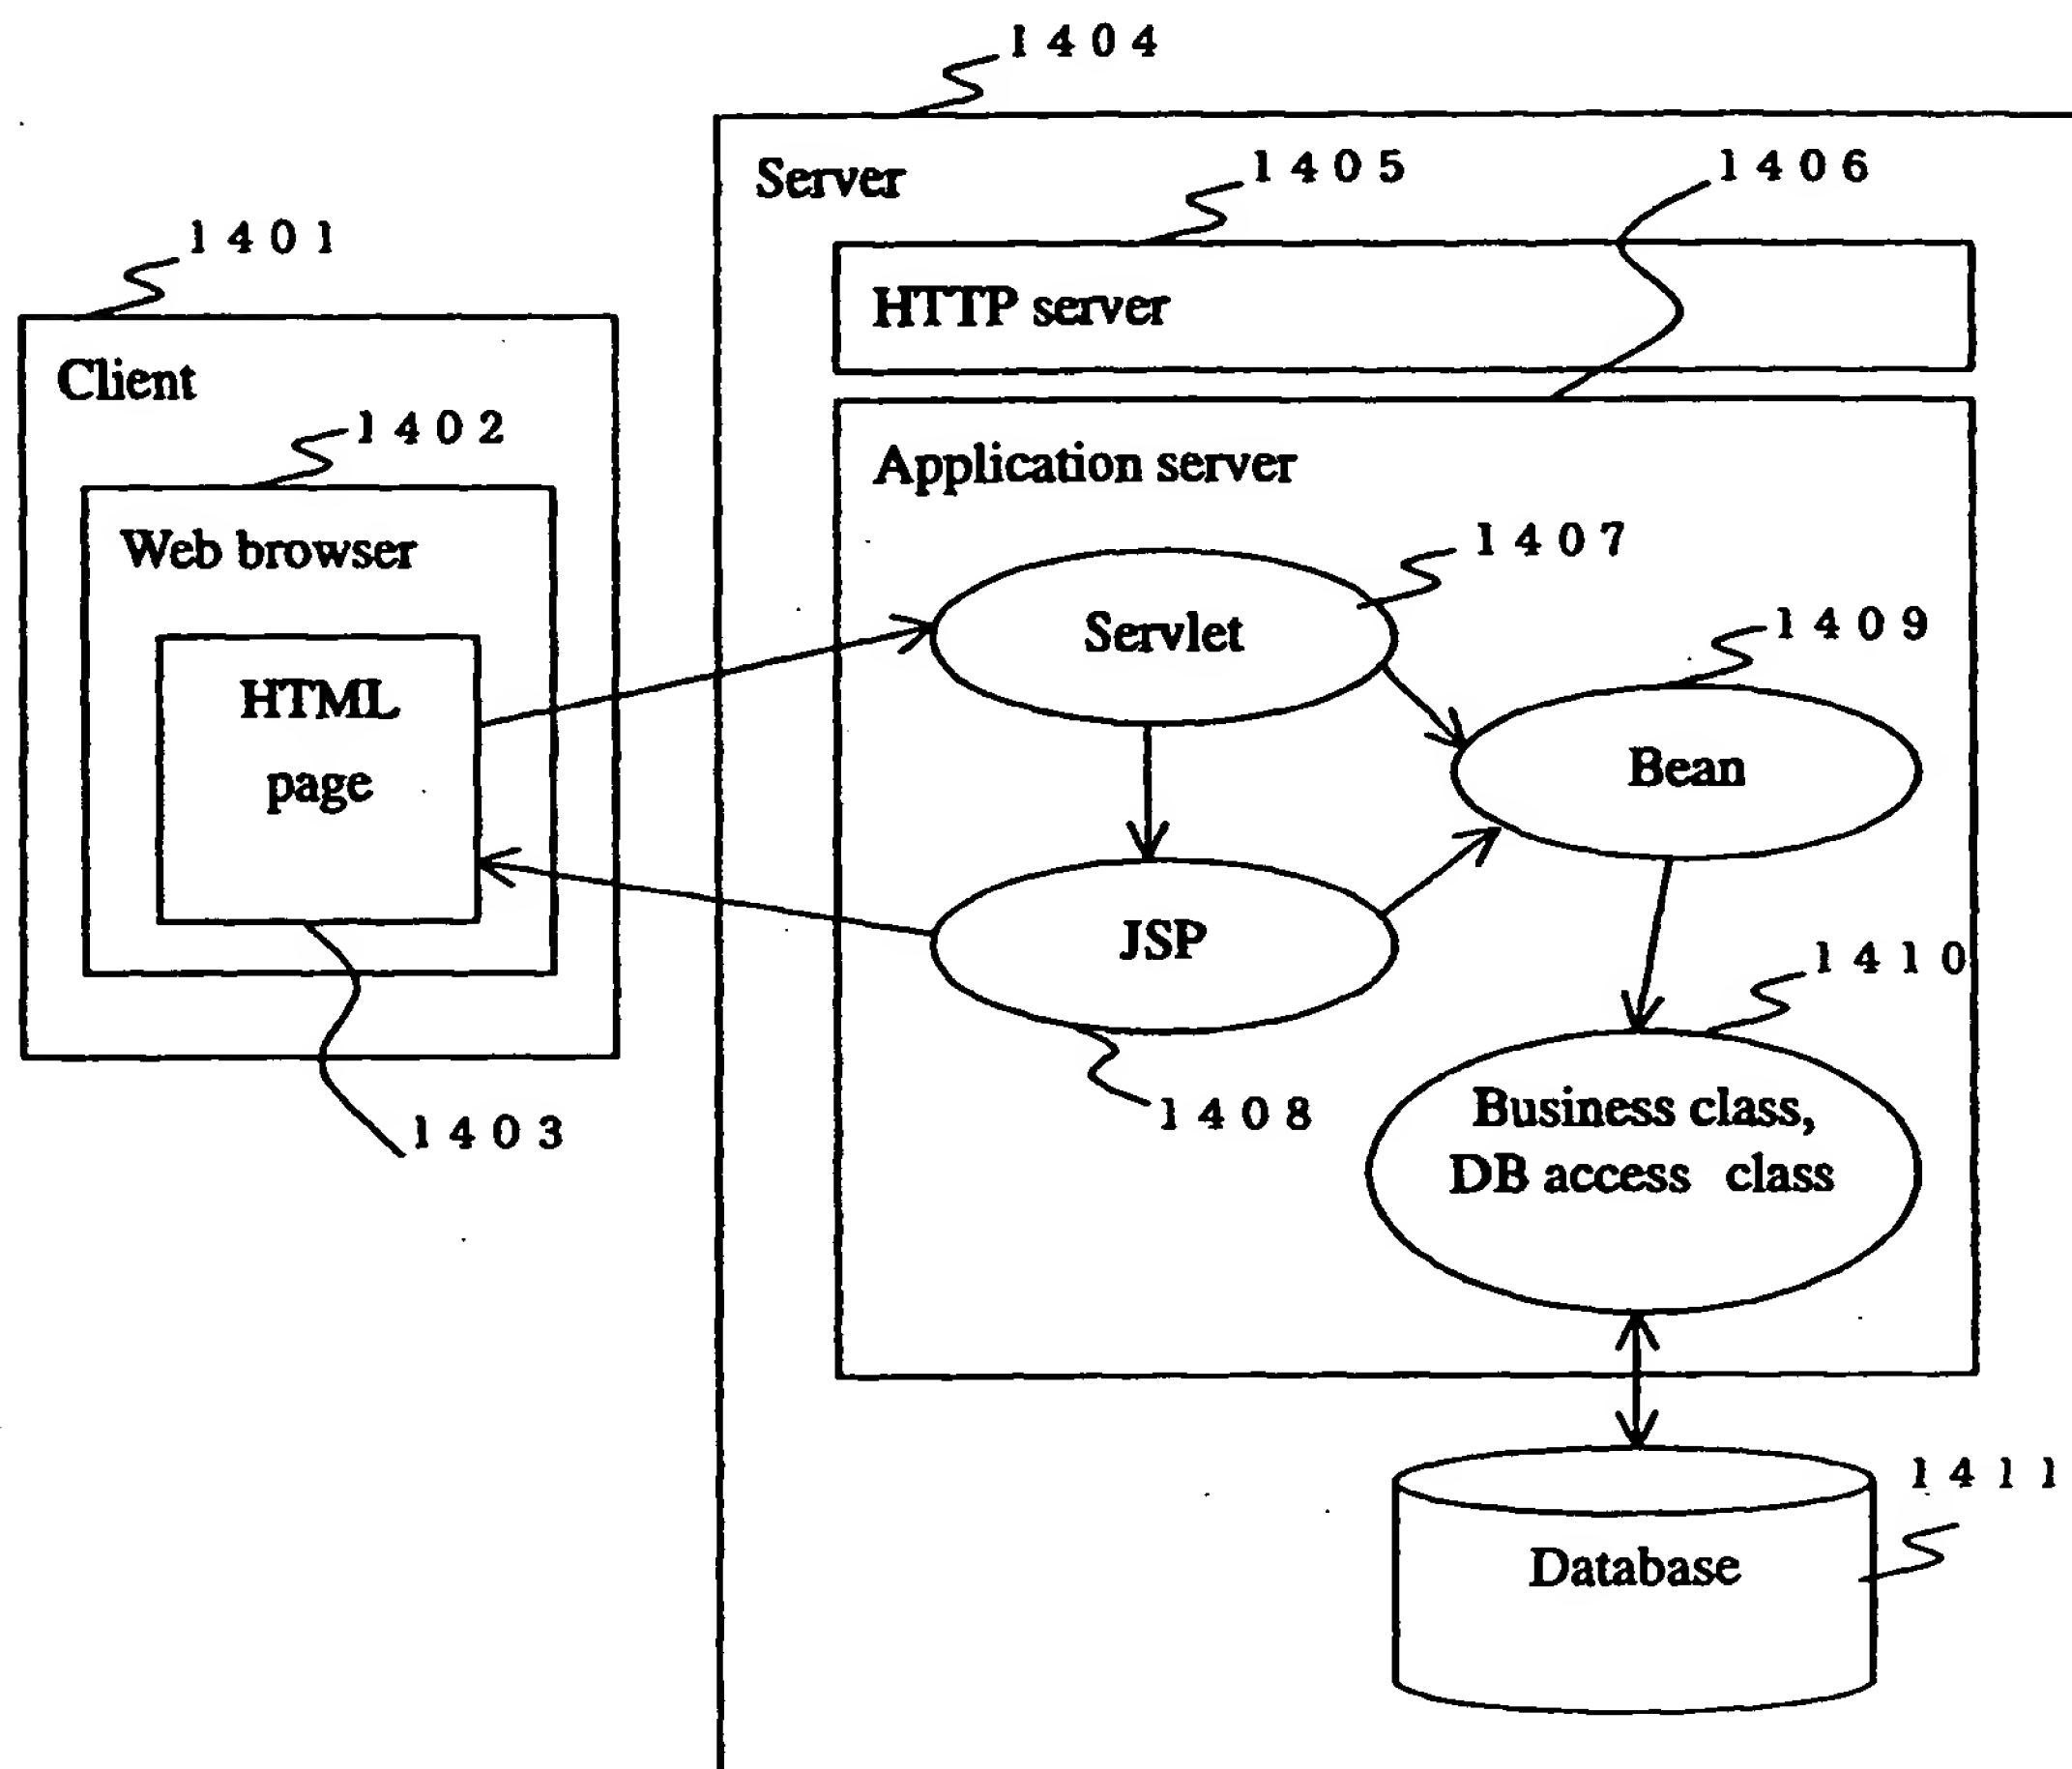 1404
Server
1405
1406
HTTP server
1401
Client
1402
Web browser
HTML
page
1403
Application server
1407
Servlet
1409
Bean
JSP
1408
1410
Business class,
DB access class
1411
Database